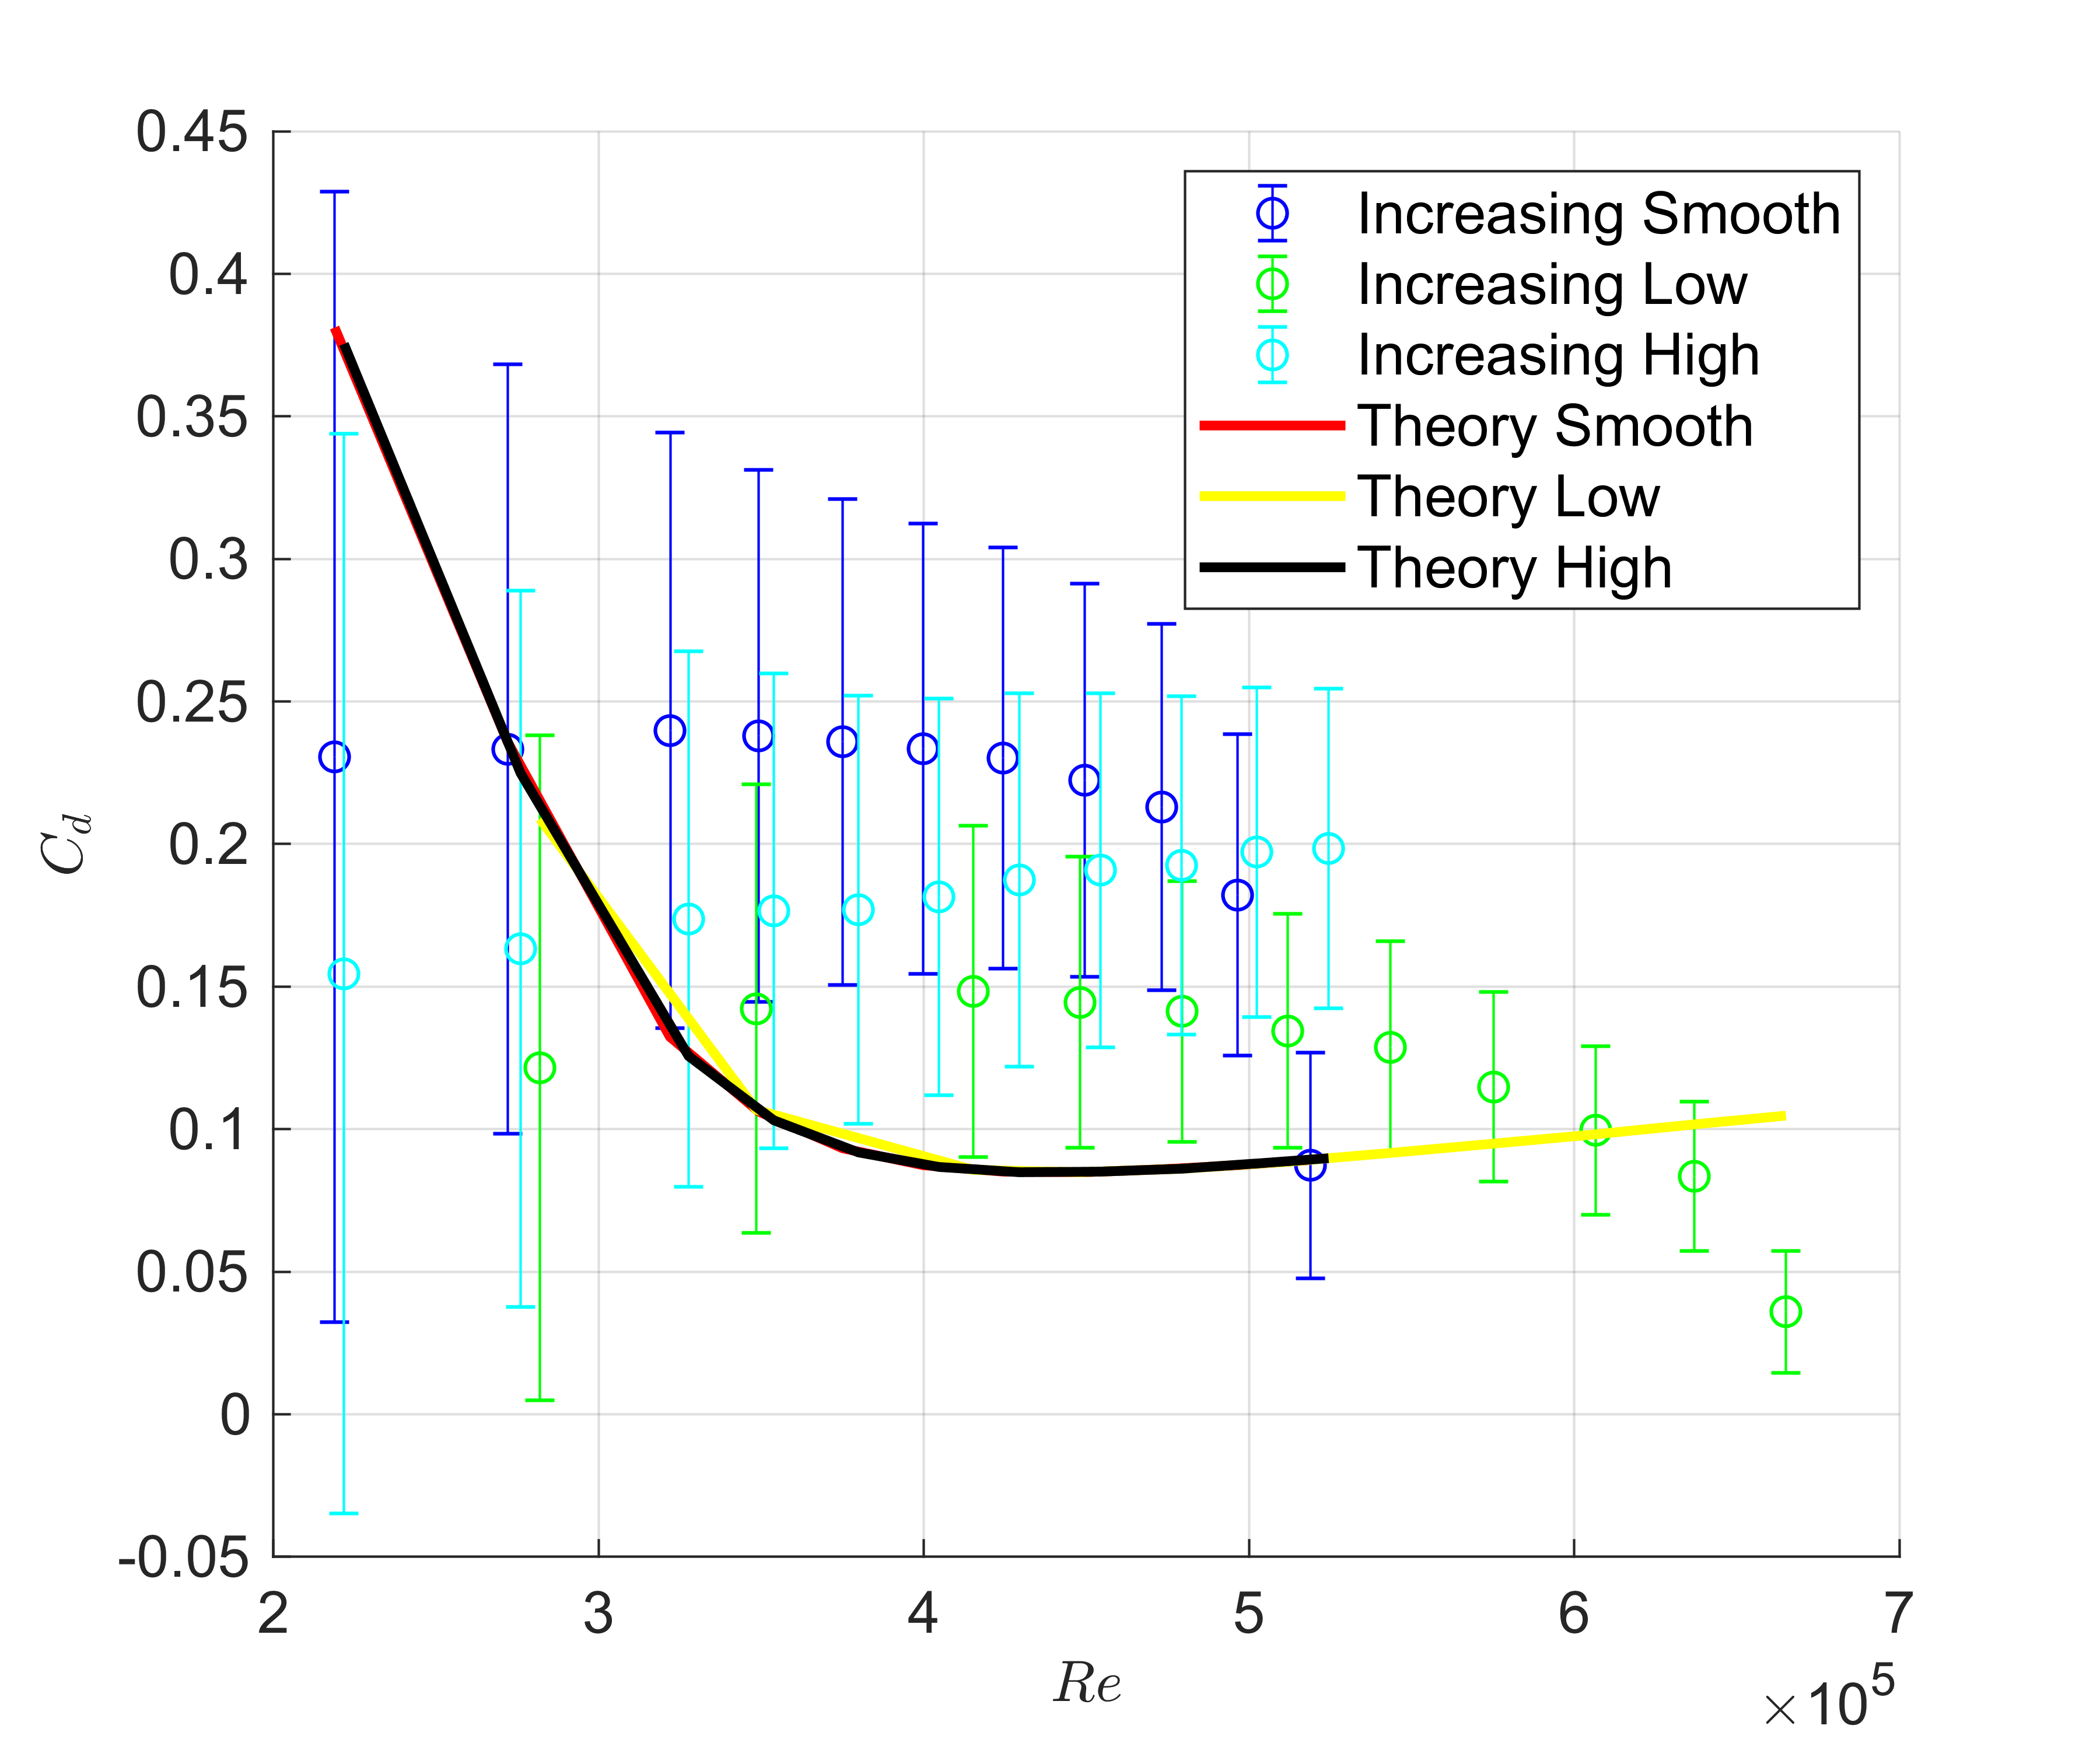 0.45
0.4
0.35
0.3
0.25
0.2
0.15
0.1
0.05
0
-0.05
C_d
Increasing Smooth
Increasing Low
Increasing High
Theory Smooth
Theory Low
Theory High
2 3 4 5 6 7
Re
×10^5